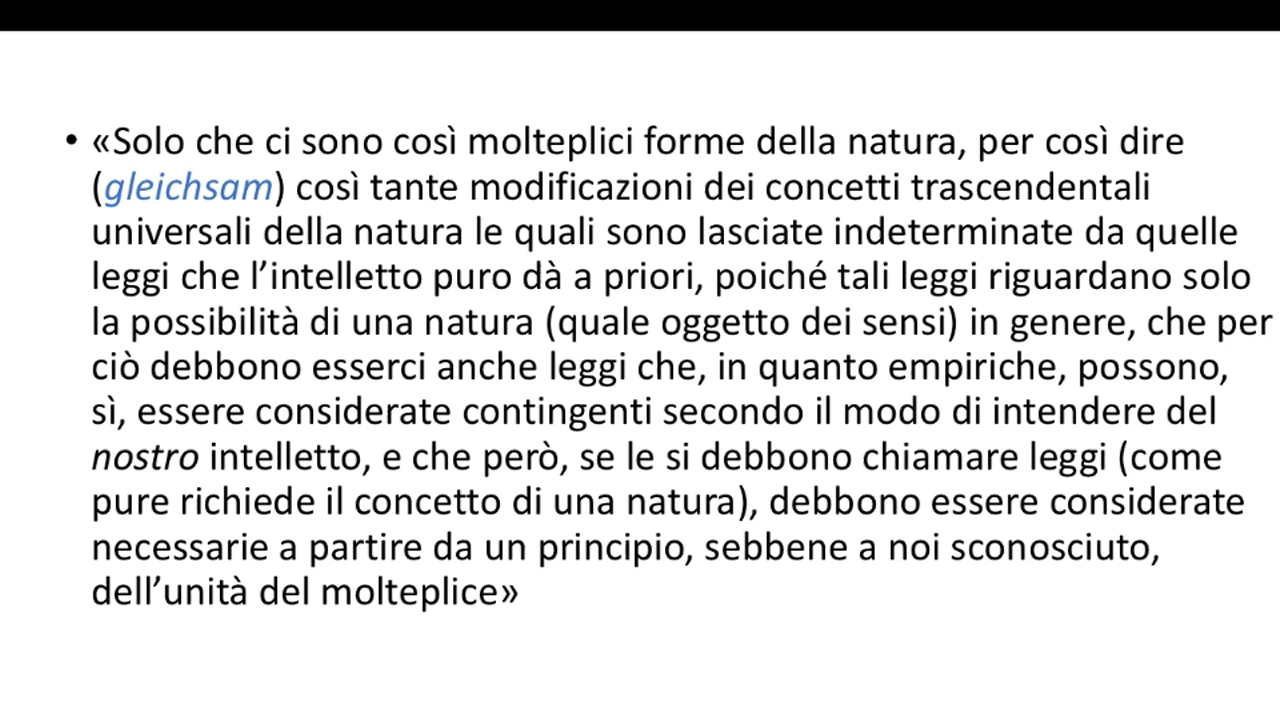 • «Solo che ci sono così molteplici forme della natura, per così dire
(gleichsam) così tante modificazioni dei concetti trascendentali
universali della natura le quali sono lasciate indeterminate da quelle
leggi che l’intelletto puro dà a priori, poiché tali leggi riguardano solo
la possibilità di una natura (quale oggetto dei sensi) in genere, che per
ciò debbono esserci anche leggi che, in quanto empiriche, possono,
sì, essere considerate contingenti secondo il modo di intendere del
nostro intelletto, e che però, se le si debbono chiamare leggi (come
pure richiede il concetto di una natura), debbono essere considerate
necessarie a partire da un principio, sebbene a noi sconosciuto,
dell’unità del molteplice»